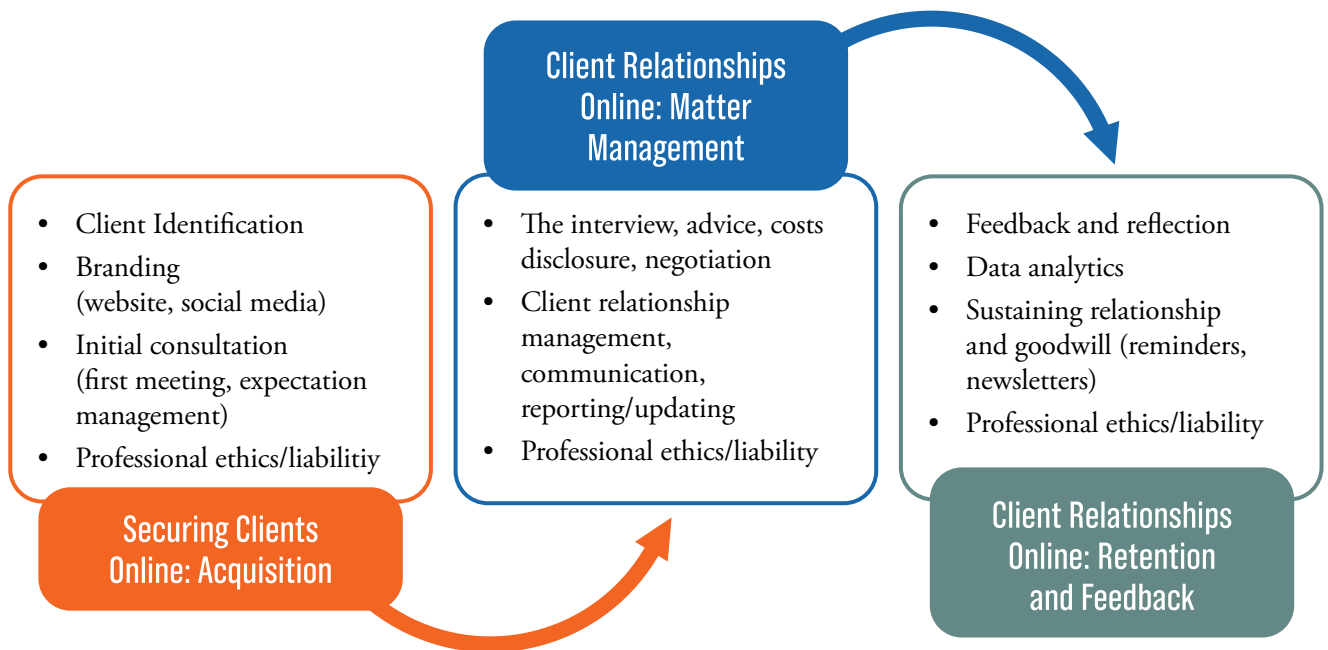 • Client Identification
• Branding
(website, social media)
• Initial consultation
(first meeting, expectation
management)
• Professional ethics/liabilitiy
Securing Clients
Online: Acquisition
Client Relationships
Online: Matter
Management
• The interview, advice, costs
disclosure, negotiation
• Client relationship
management,
communication,
reporting/updating
• Professional ethics/liability
• Feedback and reflection
• Data analytics
• Sustaining relationship
and goodwill (reminders,
newsletters)
• Professional ethics/liability
Client Relationships
Online: Retention
and Feedback